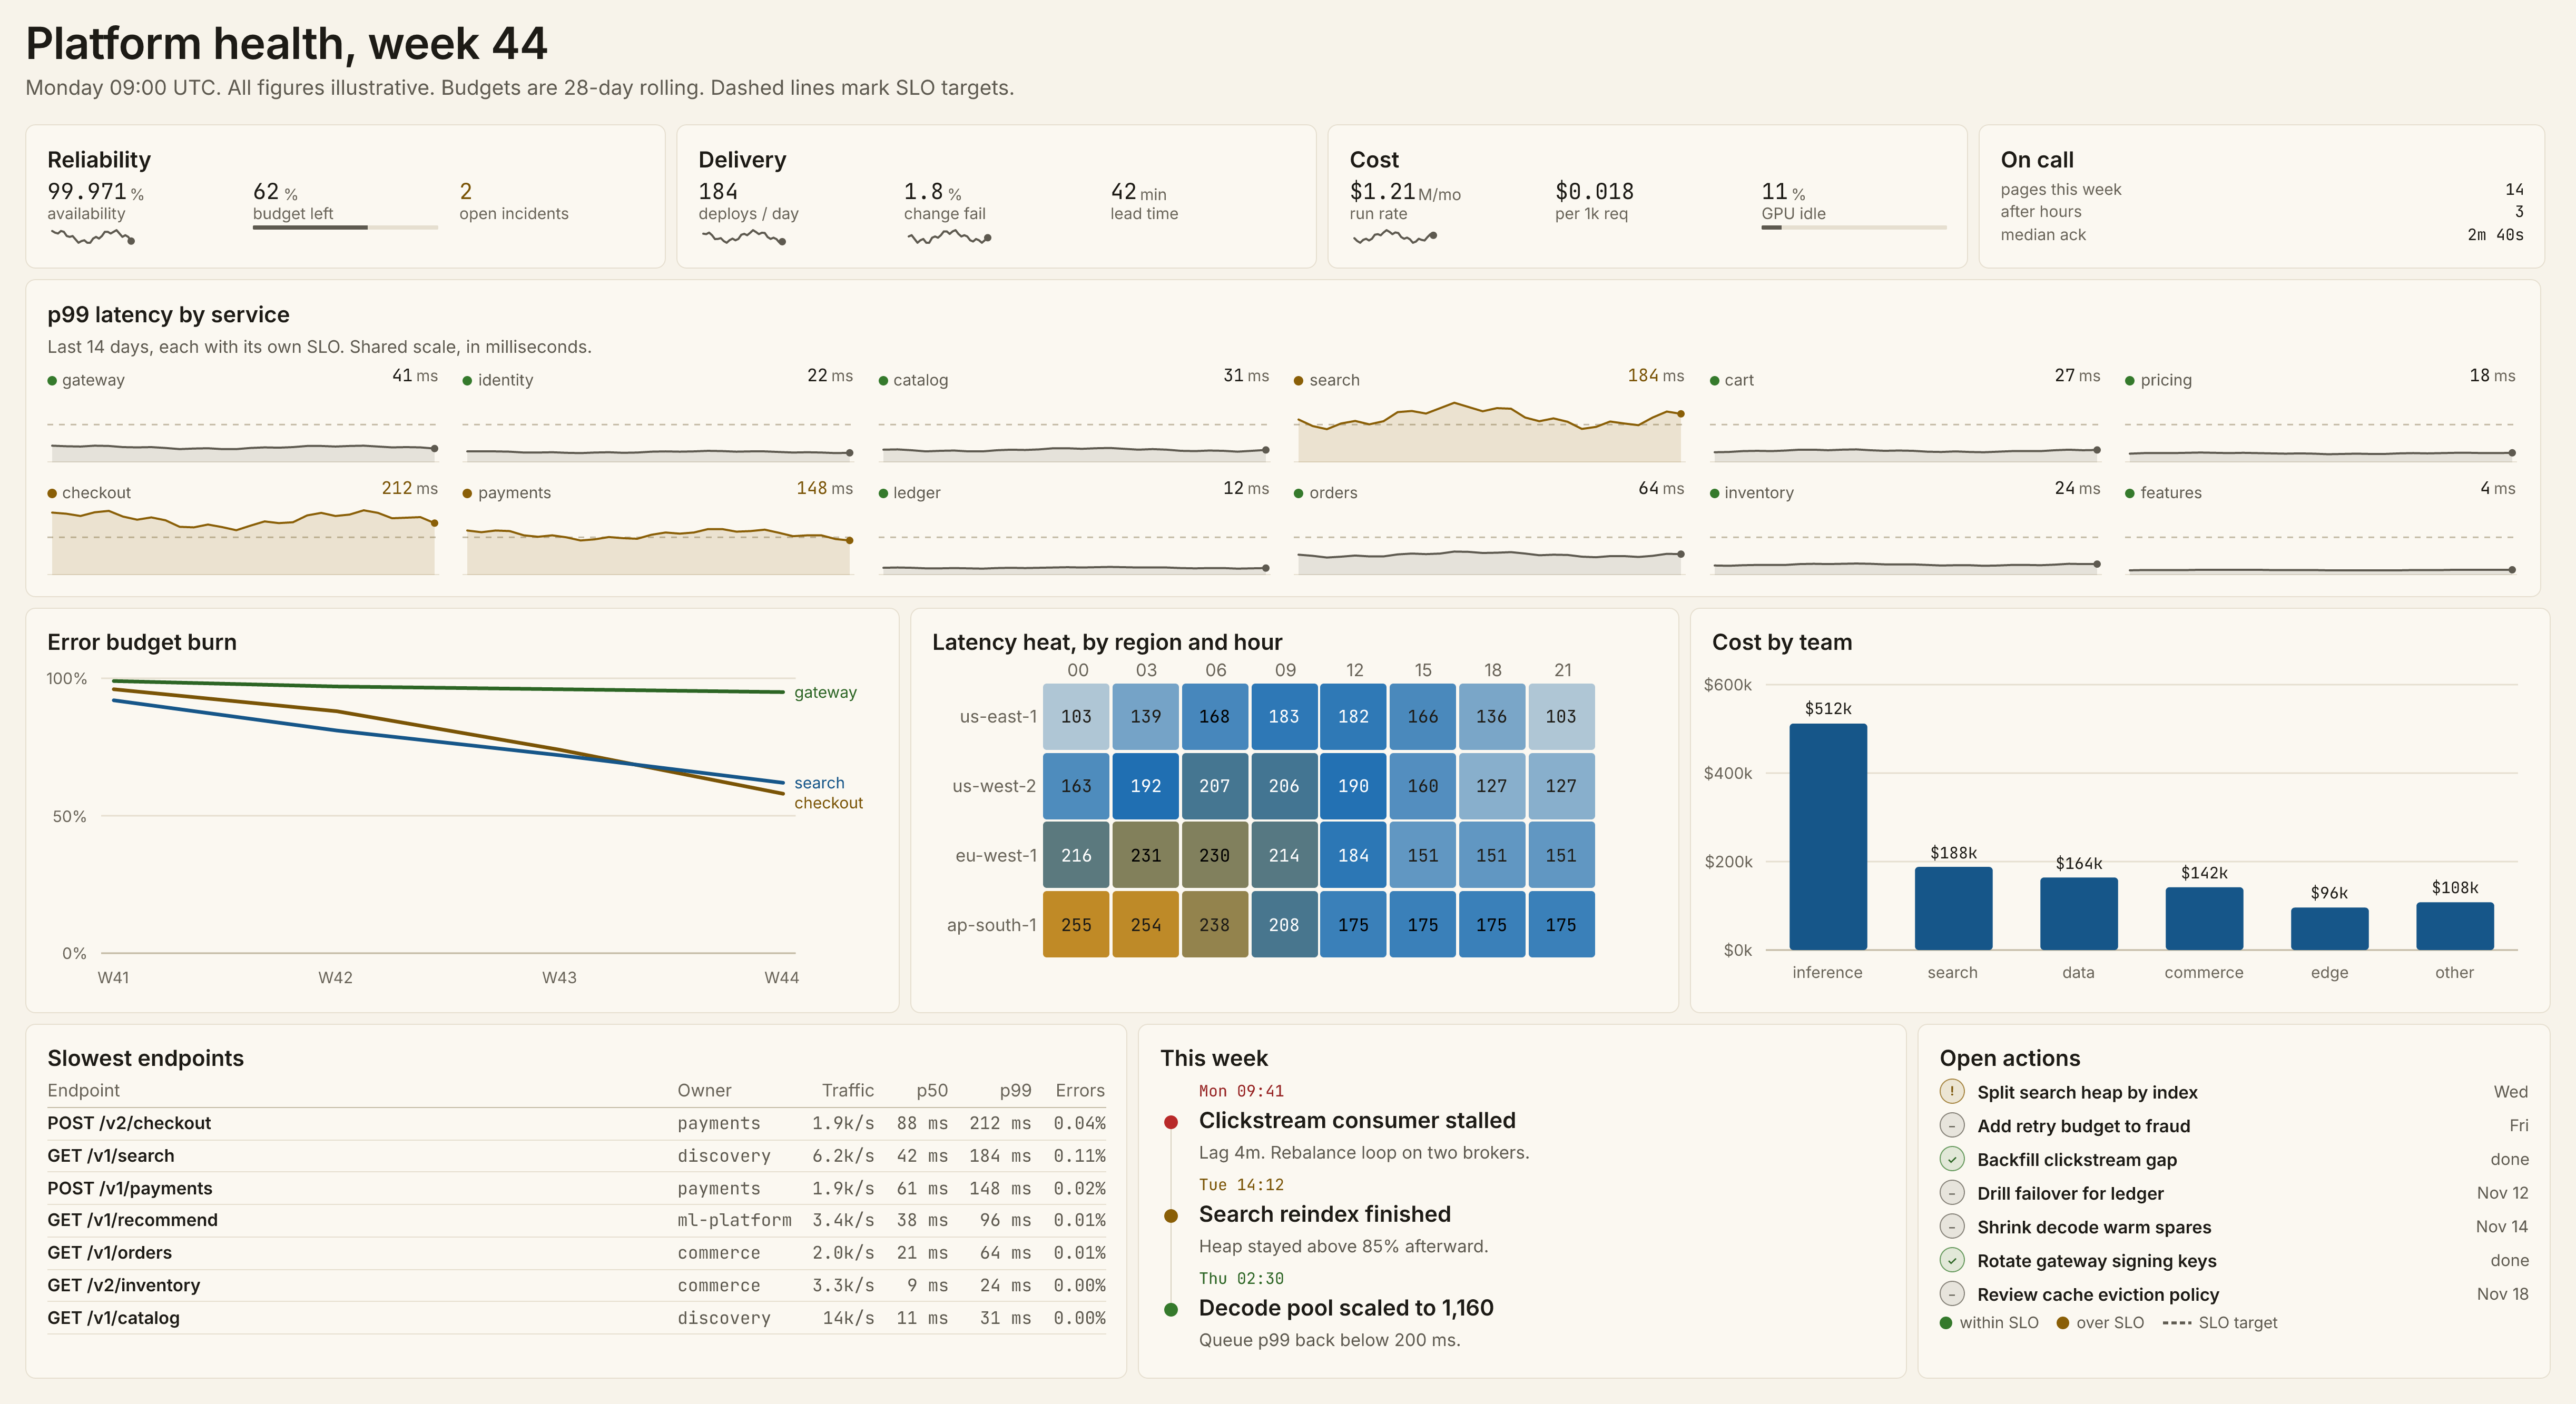 Platform health, week 44
Monday 09:00 UTC. All figures illustrative. Budgets are 28-day rolling. Dashed lines mark SLO targets.
Reliability
99.971 % 62 % 2
availability budget left open incidents
Delivery
184 1.8 % 42 min
deploys / day change fail lead time
Cost
$1.21 M/mo $0.018 11 %
run rate per 1k req GPU idle
On call
pages this week 14
after hours 3
median ack 2m 40s
p99 latency by service
Last 14 days, each with its own SLO. Shared scale, in milliseconds.
gateway 41 ms identity 22 ms catalog 31 ms search 184 ms cart 27 ms pricing 18 ms
checkout 212 ms payments 148 ms ledger 12 ms orders 64 ms inventory 24 ms features 4 ms
Error budget burn
100%
gateway
search
checkout
50%
0%
W41 W42 W43 W44
Latency heat, by region and hour
00 03 06 09 12 15 18 21
us-east-1 103 139 168 183 182 166 136 103
us-west-2 163 192 207 206 190 160 127 127
eu-west-1 216 231 230 214 184 151 151 151
ap-south-1 255 254 238 208 175 175 175 175
Cost by team
$600k
$512k
$400k
$200k
$188k $164k $142k $96k $108k
$0k
inference search data commerce edge other
Slowest endpoints
Endpoint Owner Traffic p50 p99 Errors
POST /v2/checkout payments 1.9k/s 88 ms 212 ms 0.04%
GET /v1/search discovery 6.2k/s 42 ms 184 ms 0.11%
POST /v1/payments payments 1.9k/s 61 ms 148 ms 0.02%
GET /v1/recommend ml-platform 3.4k/s 38 ms 96 ms 0.01%
GET /v1/orders commerce 2.0k/s 21 ms 64 ms 0.01%
GET /v2/inventory commerce 3.3k/s 9 ms 24 ms 0.00%
GET /v1/catalog discovery 14k/s 11 ms 31 ms 0.00%
This week
Mon 09:41
Clickstream consumer stalled
Lag 4m. Rebalance loop on two brokers.
Tue 14:12
Search reindex finished
Heap stayed above 85% afterward.
Thu 02:30
Decode pool scaled to 1,160
Queue p99 back below 200 ms.
Open actions
! Split search heap by index Wed
– Add retry budget to fraud Fri
✓ Backfill clickstream gap done
– Drill failover for ledger Nov 12
– Shrink decode warm spares Nov 14
✓ Rotate gateway signing keys done
– Review cache eviction policy Nov 18
within SLO over SLO SLO target